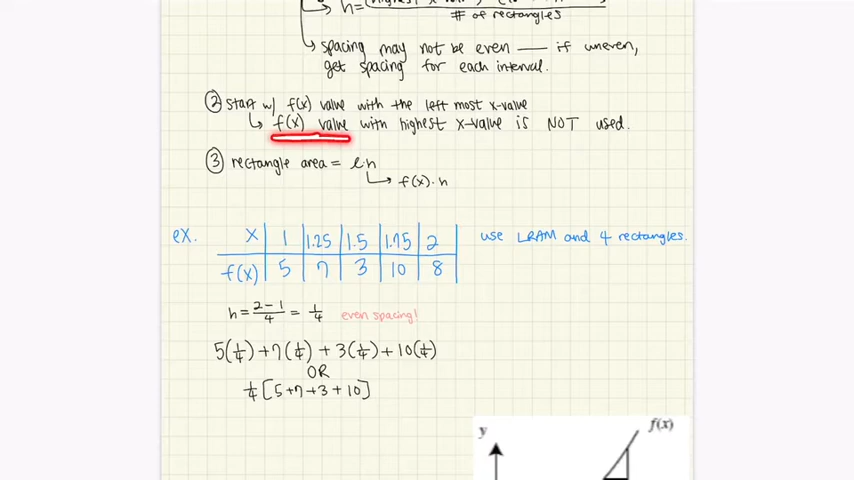 h =
# of rectangles
spacing may not be even — if uneven,
get spacing for each interval.
② start w/ f(x) value with the left most x-value
f(x) value with highest x-value is NOT used.
③ rectangle area = l·h
f(x)·h
ex. x 1 1.25 1.5 1.75 2 use LRAM and 4 rectangles.
f(x) 5 7 3 10 8
h = 2-1/4 = 1/4 even spacing!
5(1/4) + 7(1/4) + 3(1/4) + 10(1/4)
OR
1/4 [5+7+3+10]
y f(x)